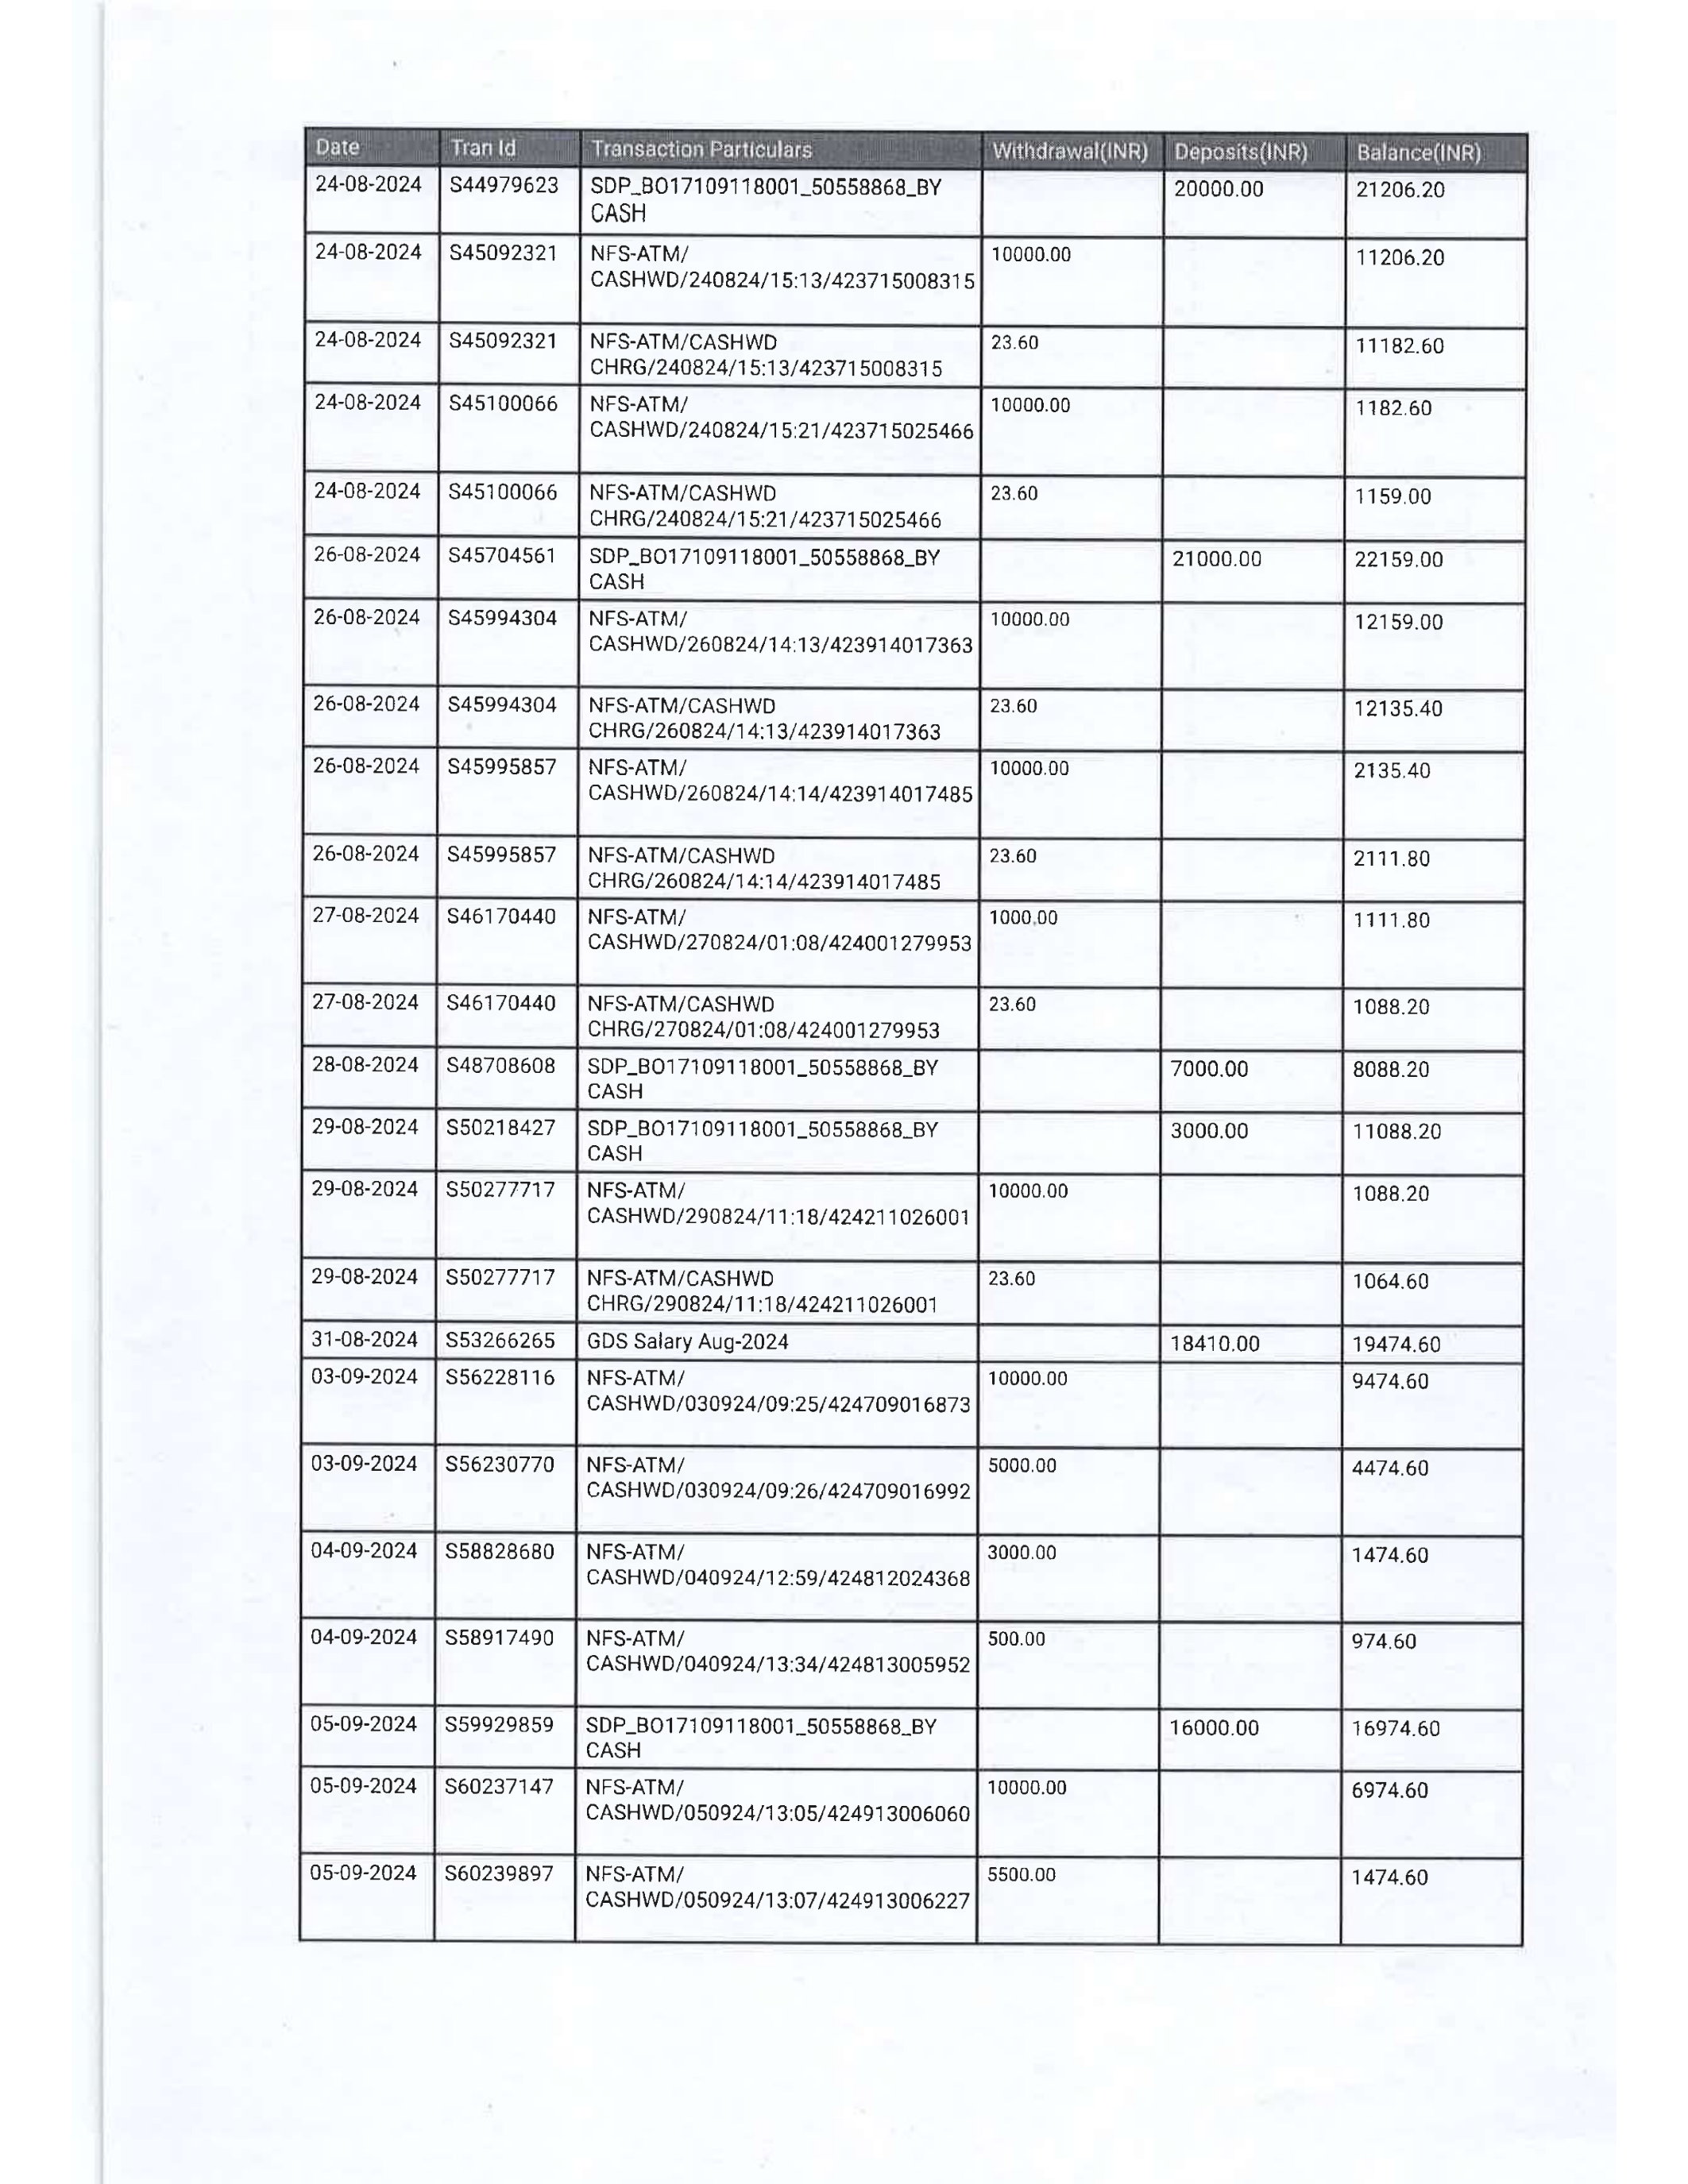 Date Tran Id Transaction Particulars Withdrawal(INR) Deposits(INR) Balance(INR)
24-08-2024 S44979623 SDP_BO17109118001_50558868_BY 20000.00 21206.20
CASH
24-08-2024 S45092321 NFS-ATM/ 10000.00 11206.20
CASHWD/240824/15:13/423715008315
24-08-2024 S45092321 NFS-ATM/CASHWD 23.60 11182.60
CHRG/240824/15:13/423715008315
24-08-2024 S45100066 NFS-ATM/ 10000.00 1182.60
CASHWD/240824/15:21/423715025466
24-08-2024 S45100066 NFS-ATM/CASHWD 23.60 1159.00
CHRG/240824/15:21/423715025466
26-08-2024 S45704561 SDP_BO17109118001_50558868_BY 21000.00 22159.00
CASH
26-08-2024 S45994304 NFS-ATM/ 10000.00 12159.00
CASHWD/260824/14:13/423914017363
26-08-2024 S45994304 NFS-ATM/CASHWD 23.60 12135.40
CHRG/260824/14:13/423914017363
26-08-2024 S45995857 NFS-ATM/ 10000.00 2135.40
CASHWD/260824/14:14/423914017485
26-08-2024 S45995857 NFS-ATM/CASHWD 23.60 2111.80
CHRG/260824/14:14/423914017485
27-08-2024 S46170440 NFS-ATM/ 1000.00 1111.80
CASHWD/270824/01:08/424001279953
27-08-2024 S46170440 NFS-ATM/CASHWD 23.60 1088.20
CHRG/270824/01:08/424001279953
28-08-2024 S48708608 SDP_BO17109118001_50558868_BY 7000.00 8088.20
CASH
29-08-2024 S50218427 SDP_BO17109118001_50558868_BY 3000.00 11088.20
CASH
29-08-2024 S50277717 NFS-ATM/ 10000.00 1088.20
CASHWD/290824/11:18/424211026001
29-08-2024 S50277717 NFS-ATM/CASHWD 23.60 1064.60
CHRG/290824/11:18/424211026001
31-08-2024 S53266265 GDS Salary Aug-2024 18410.00 19474.60
03-09-2024 S56228116 NFS-ATM/ 10000.00 9474.60
CASHWD/030924/09:25/424709016873
03-09-2024 S56230770 NFS-ATM/ 5000.00 4474.60
CASHWD/030924/09:26/424709016992
04-09-2024 S58828680 NFS-ATM/ 3000.00 1474.60
CASHWD/040924/12:59/424812024368
04-09-2024 S58917490 NFS-ATM/ 500.00 974.60
CASHWD/040924/13:34/424813005952
05-09-2024 S59929859 SDP_BO17109118001_50558868_BY 16000.00 16974.60
CASH
05-09-2024 S60237147 NFS-ATM/ 10000.00 6974.60
CASHWD/050924/13:05/424913006060
05-09-2024 S60239897 NFS-ATM/ 5500.00 1474.60
CASHWD/050924/13:07/424913006227